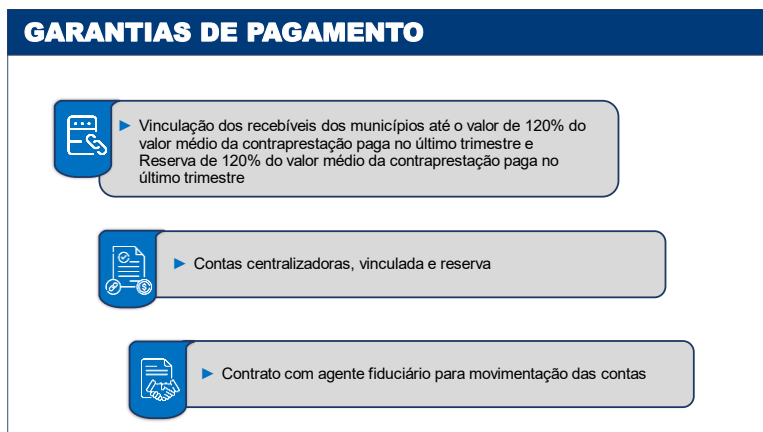 GARANTIAS DE PAGAMENTO
► Vinculação dos recebíveis dos municípios até o valor de 120% do
valor médio da contraprestação paga no último trimestre e
Reserva de 120% do valor médio da contraprestação paga no
último trimestre
► Contas centralizadoras, vinculada e reserva
► Contrato com agente fiduciário para movimentação das contas